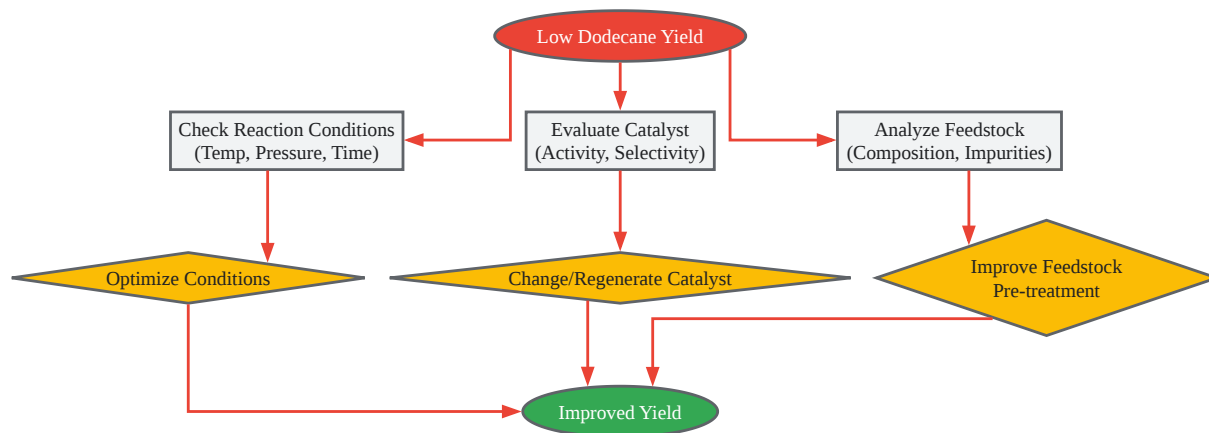 Low Dodecane Yield
Check Reaction Conditions
(Temp, Pressure, Time)
Evaluate Catalyst
(Activity, Selectivity)
Analyze Feedstock
(Composition, Impurities)
Optimize Conditions
Change/Regenerate Catalyst
Improve Feedstock
Pre-treatment
Improved Yield